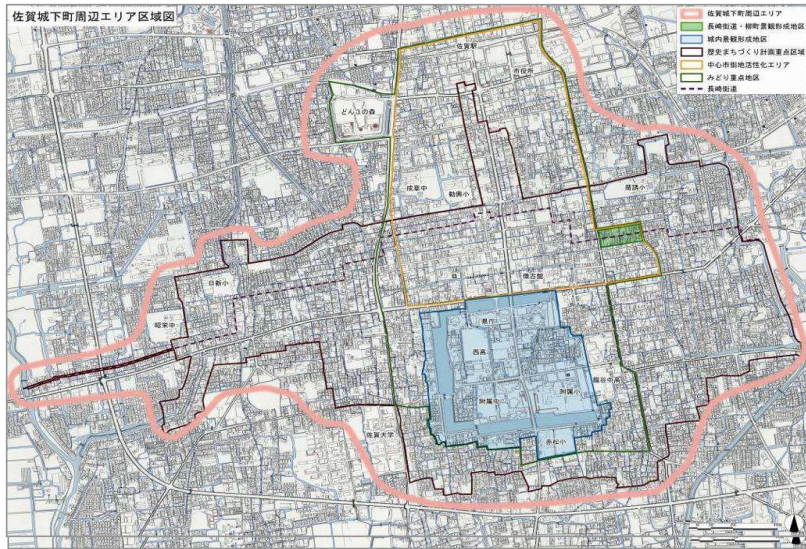 佐賀城下町周辺エリア区域図
佐賀城下町周辺エリア
長崎街道・柳町景観形成地区
城内景観形成地区
歴史まちづくり計画重点区域
中心市街地活性化エリア
みどり重点地区
長崎街道
佐賀駅
市役所
どん3の森
成章中
勧興小
循誘小
日新小
徴古館
昭栄中
県庁
西高
龍谷中高
附属中
附属小
佐賀大学
赤松小